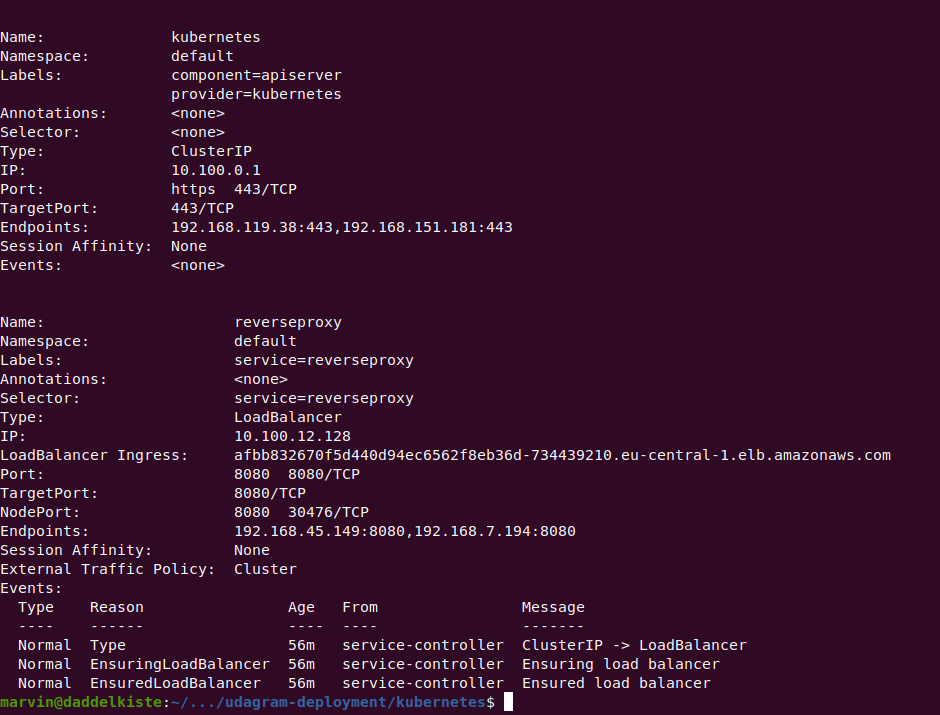 Name:              kubernetes
Namespace:         default
Labels:            component=apiserver
                   provider=kubernetes
Annotations:       <none>
Selector:          <none>
Type:              ClusterIP
IP:                10.100.0.1
Port:              https  443/TCP
TargetPort:        443/TCP
Endpoints:         192.168.119.38:443,192.168.151.181:443
Session Affinity:  None
Events:            <none>
Name:                     reverseproxy
Namespace:                default
Labels:                   service=reverseproxy
Annotations:              <none>
Selector:                 service=reverseproxy
Type:                     LoadBalancer
IP:                       10.100.12.128
LoadBalancer Ingress:     afbb832670f5d440d94ec6562f8eb36d-734439210.eu-central-1.elb.amazonaws.com
Port:                     8080  8080/TCP
TargetPort:               8080/TCP
NodePort:                 8080  30476/TCP
Endpoints:                192.168.45.149:8080,192.168.7.194:8080
Session Affinity:         None
External Traffic Policy:  Cluster
Events:
  Type    Reason                Age   From                Message
  ----    ------                ----  ----                -------
  Normal  Type                  56m   service-controller  ClusterIP -> LoadBalancer
  Normal  EnsuringLoadBalancer  56m   service-controller  Ensuring load balancer
  Normal  EnsuredLoadBalancer   56m   service-controller  Ensured load balancer
marvin@daddelkiste:~/.../udagram-deployment/kubernetes$